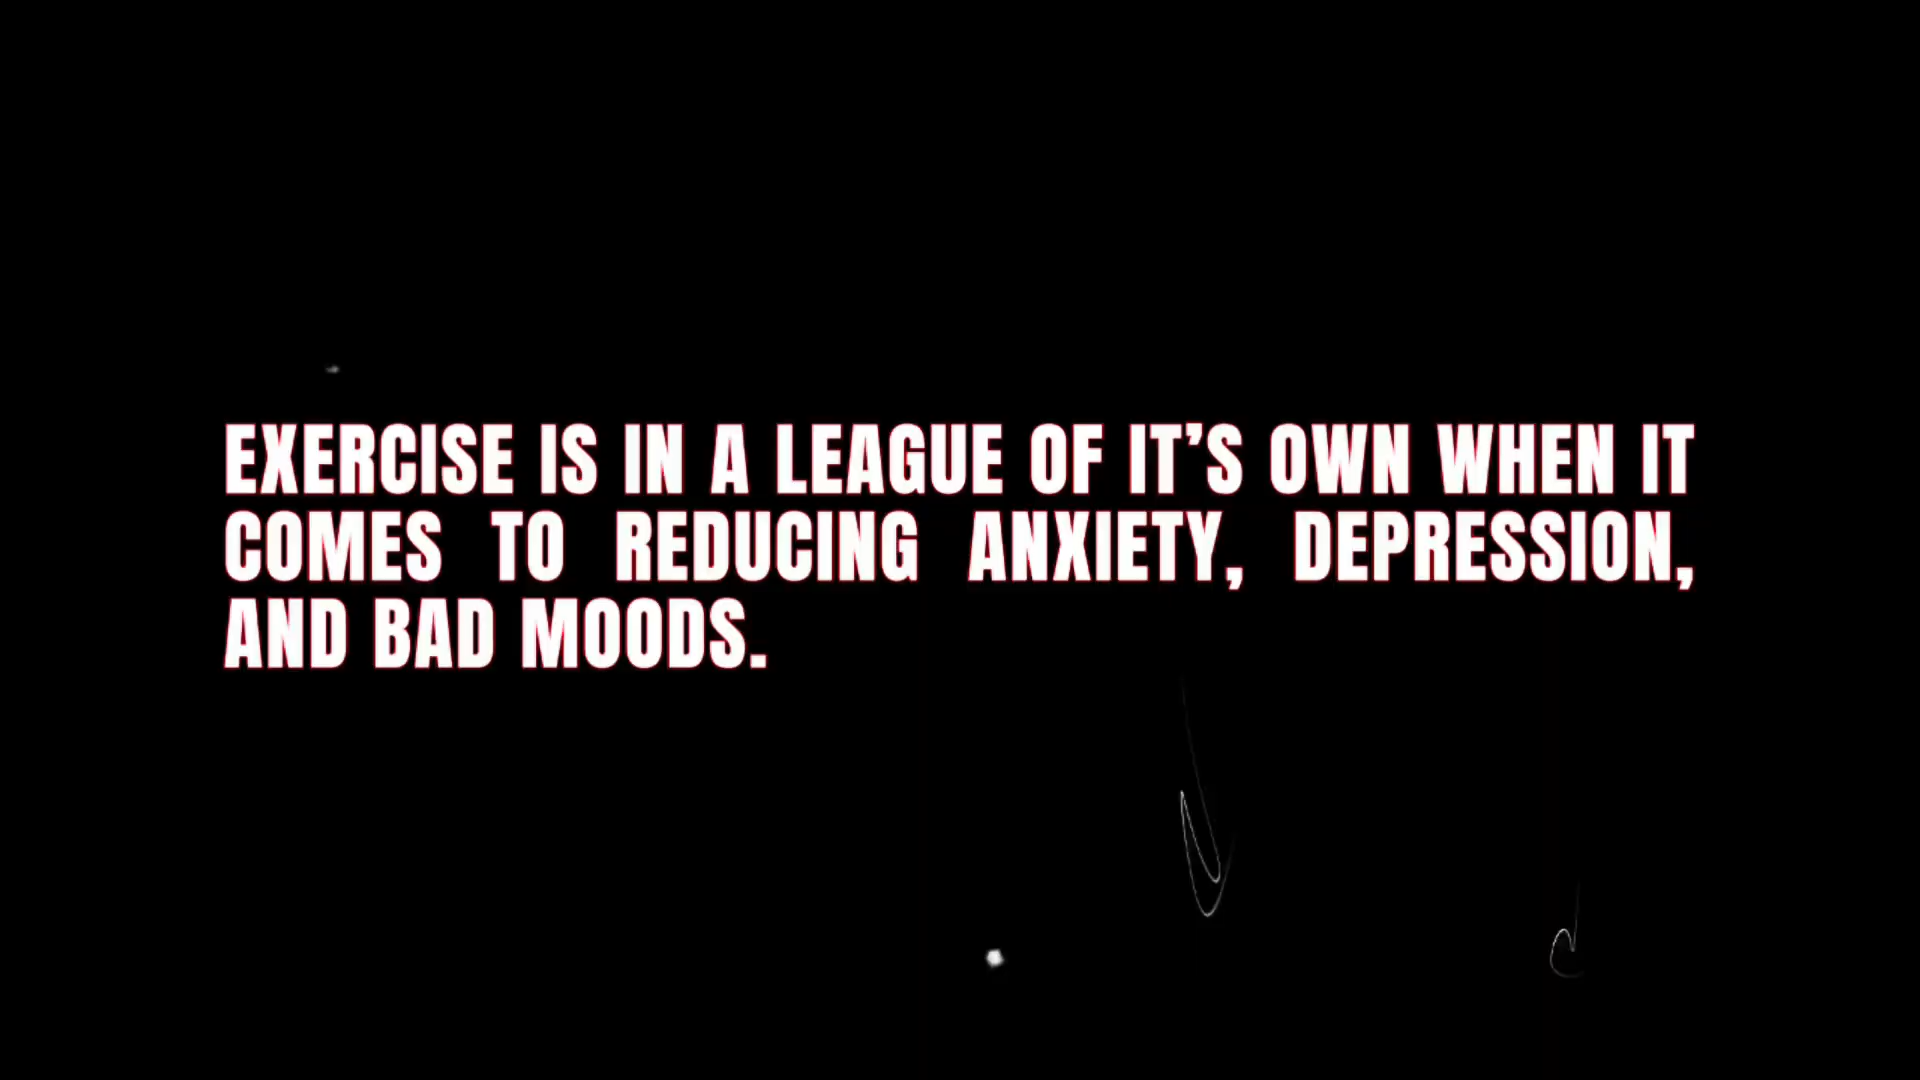 EXERCISE IS IN A LEAGUE OF IT’S OWN WHEN IT
COMES TO REDUCING ANXIETY, DEPRESSION,
AND BAD MOODS.